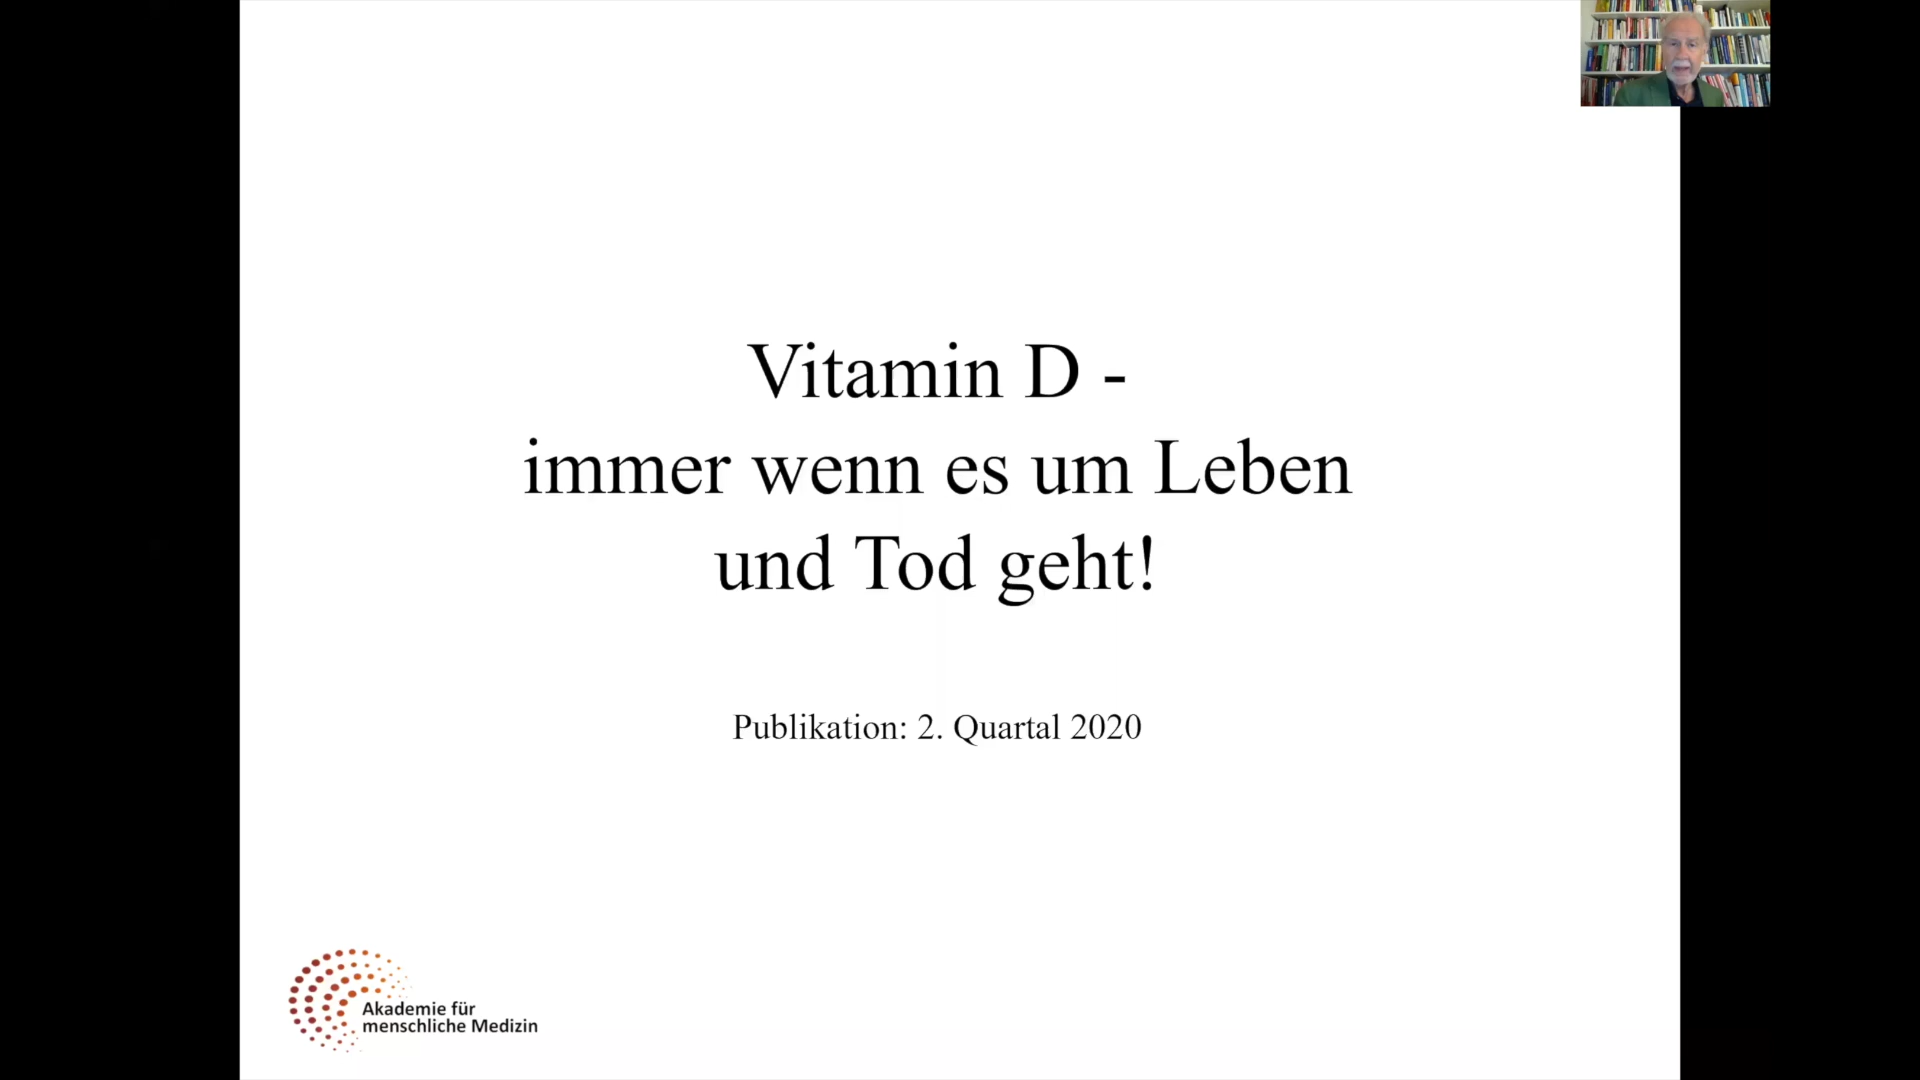 Vitamin D -
immer wenn es um Leben
und Tod geht!
Publikation: 2. Quartal 2020
Akademie für
menschliche Medizin